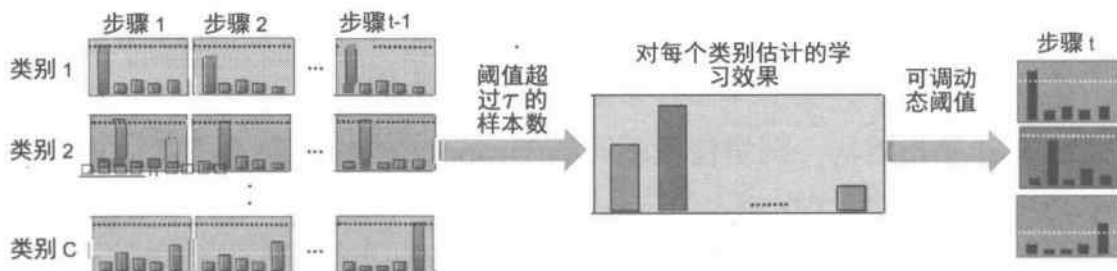 步骤 1
步骤 2
步骤t-1
类别 1
...
类别 2
...
类别 C
...
阈值超
过τ的
样本数
对每个类别估计的学
习效果
......
可调动
态阈值
步骤 t